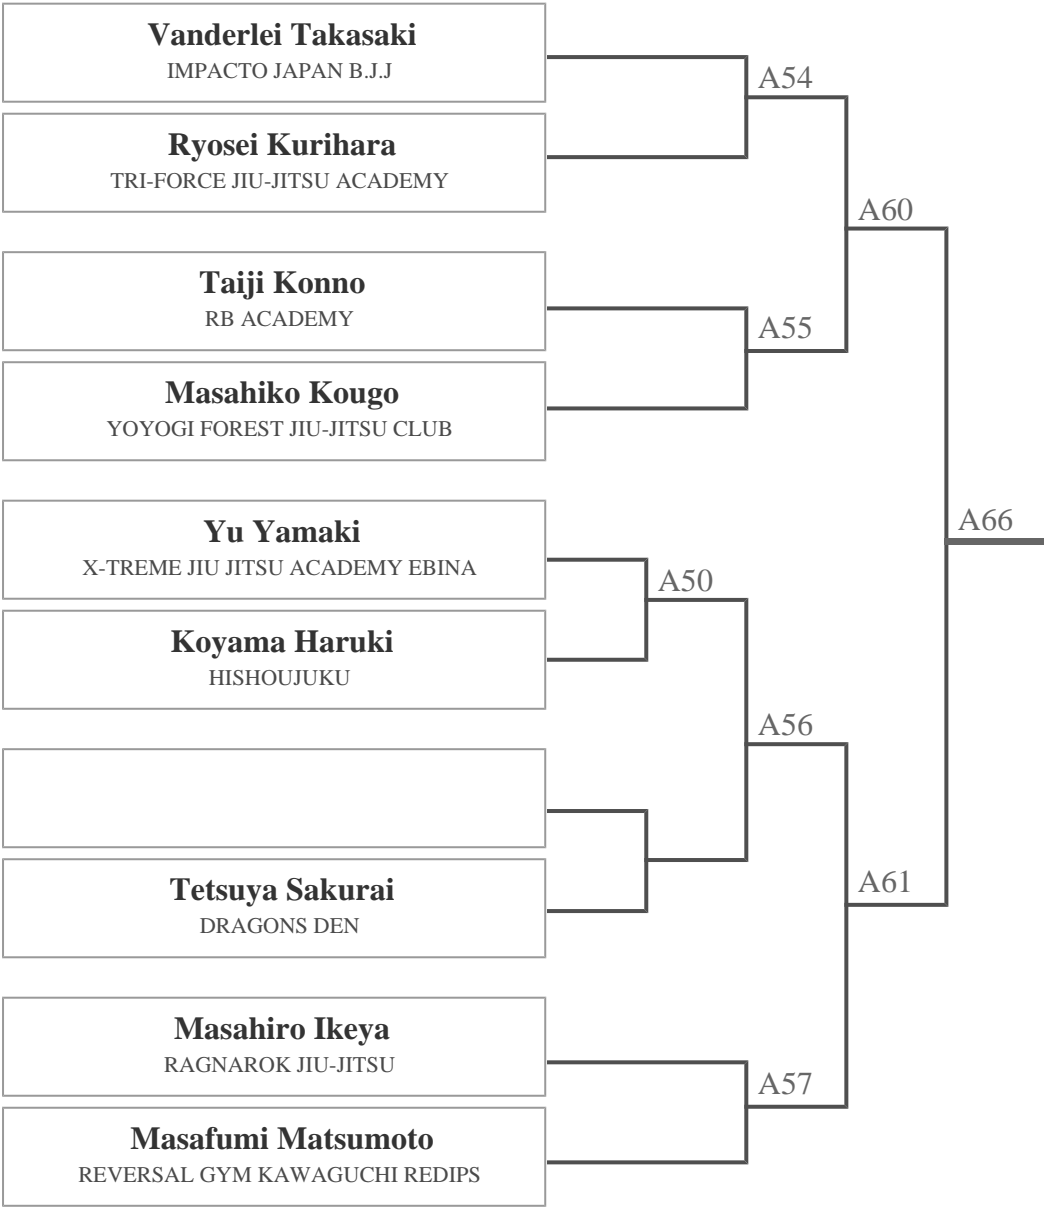 Vanderlei Takasaki
IMPACTO JAPAN B.J.J
A54
Ryosei Kurihara
TRI-FORCE JIU-JITSU ACADEMY
A60
Taiji Konno
RB ACADEMY
A55
Masahiko Kougo
YOYOGI FOREST JIU-JITSU CLUB
Yu Yamaki
X-TREME JIU JITSU ACADEMY EBINA
A66
A50
Koyama Haruki
HISHOUJUKU
A56
Tetsuya Sakurai
DRAGONS DEN
A61
Masahiro Ikeya
RAGNAROK JIU-JITSU
A57
Masafumi Matsumoto
REVERSAL GYM KAWAGUCHI REDIPS